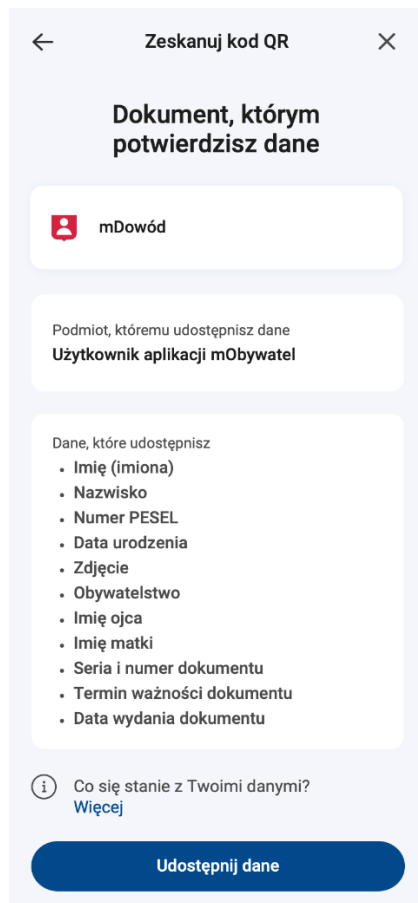 Zeskanuj kod QR
Dokument, którym
potwierdzisz dane
mDowód
Podmiot, któremu udostępnisz dane
Użytkownik aplikacji mObywatel
Dane, które udostępnisz
• Imię (imiona)
• Nazwisko
• Numer PESEL
• Data urodzenia
• Zdjęcie
• Obywatelstwo
• Imię ojca
• Imię matki
• Seria i numer dokumentu
• Termin ważności dokumentu
• Data wydania dokumentu
Co się stanie z Twoimi danymi?
Więcej
Udostępnij dane